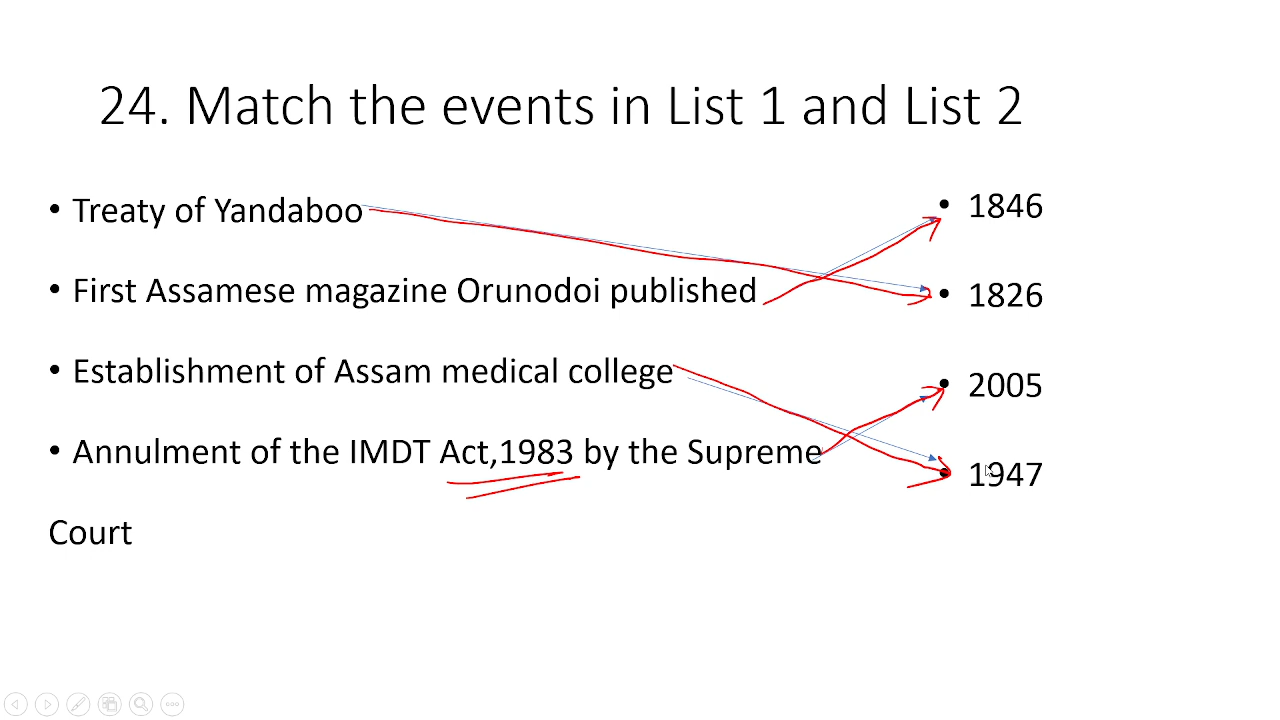 24. Match the events in List 1 and List 2
• Treaty of Yandaboo
• First Assamese magazine Orunodoi published
• Establishment of Assam medical college
• Annulment of the IMDT Act,1983 by the Supreme
Court
• 1846
• 1826
• 2005
• 1947